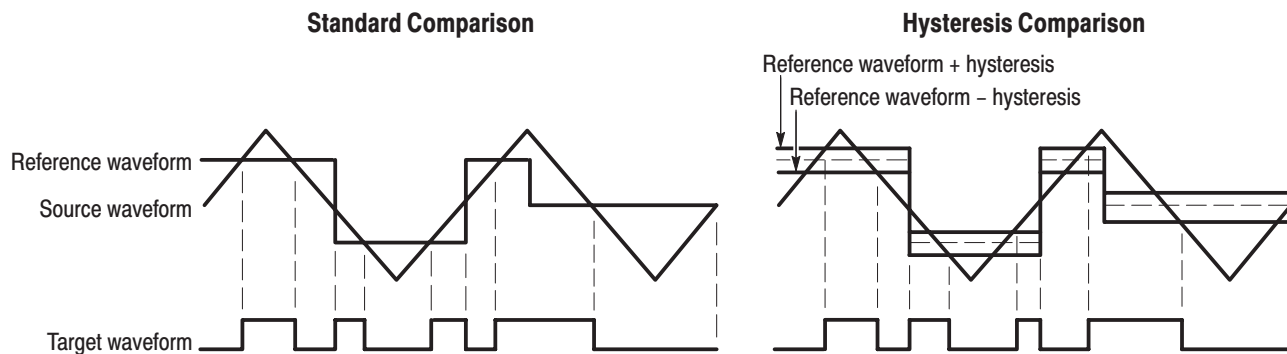 Standard Comparison
Hysteresis Comparison
Reference waveform + hysteresis
Reference waveform – hysteresis
Reference waveform
Source waveform
Target waveform